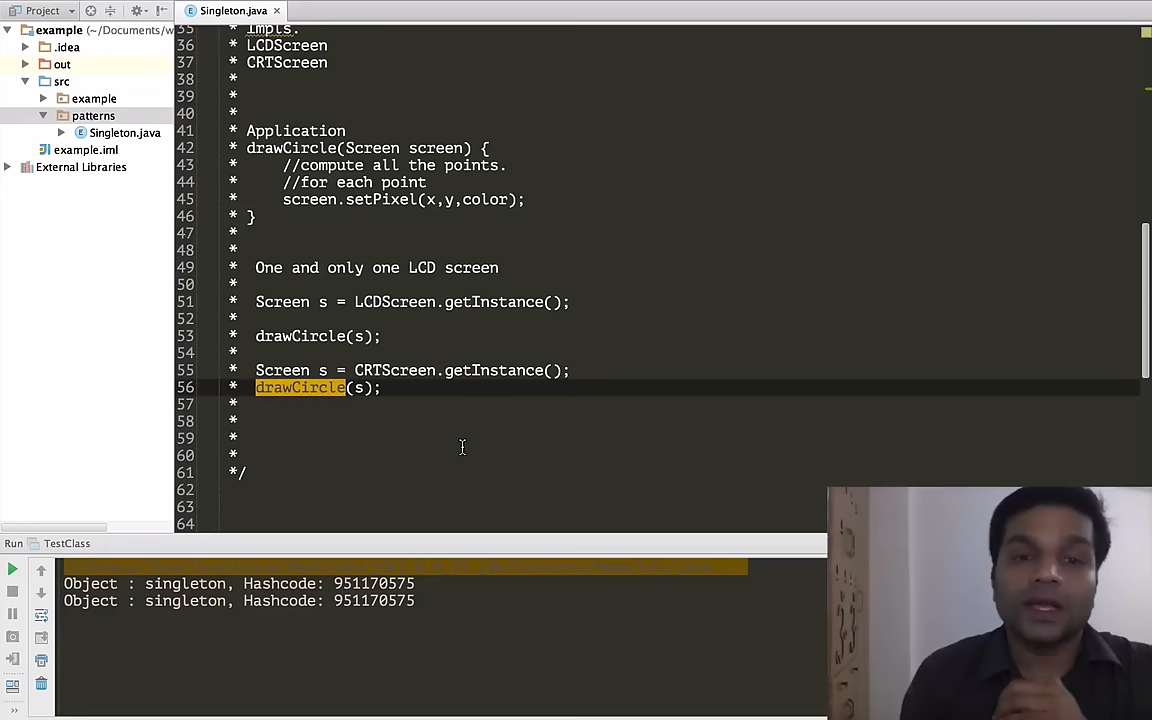 Project
Singleton.java
example (~/Documents/w
.idea
out
src
example
patterns
Singleton.java
example.iml
External Libraries
35 * Impls.
36 * LCDScreen
37 * CRTScreen
38 *
39 *
40 *
41 * Application
42 * drawCircle(Screen screen) {
43 * //compute all the points.
44 * //for each point
45 * screen.setPixel(x,y,color);
46 * }
47 *
48 *
49 * One and only one LCD screen
50 *
51 * Screen s = LCDScreen.getInstance();
52 *
53 * drawCircle(s);
54 *
55 * Screen s = CRTScreen.getInstance();
56 * drawCircle(s);
57 *
58 *
59 *
60 *
61 */
62
63
64
Run TestClass
Object : singleton, Hashcode: 951170575
Object : singleton, Hashcode: 951170575